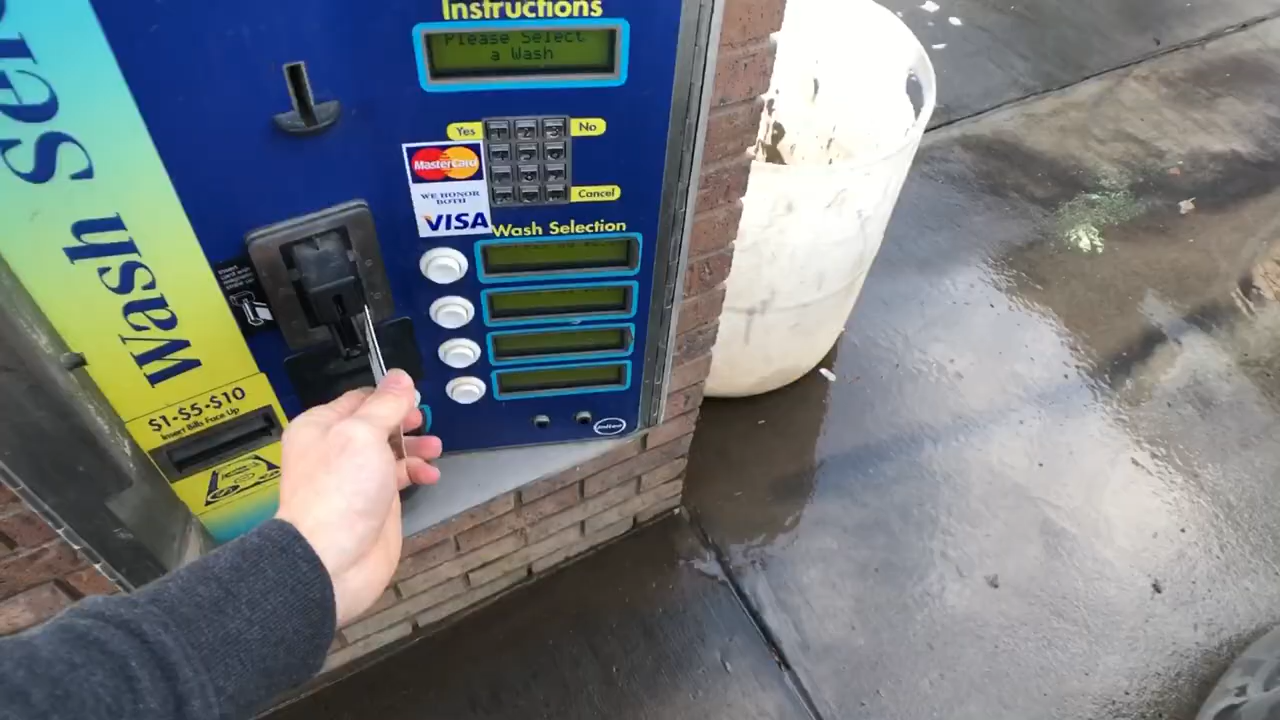 Instructions
Please Select
a Wash
Yes
No
MasterCard
WE HONOR
BOTH
VISA
Cancel
Wash Selection
Wash
$1-$5-$10
Insert Bills Face Up
United